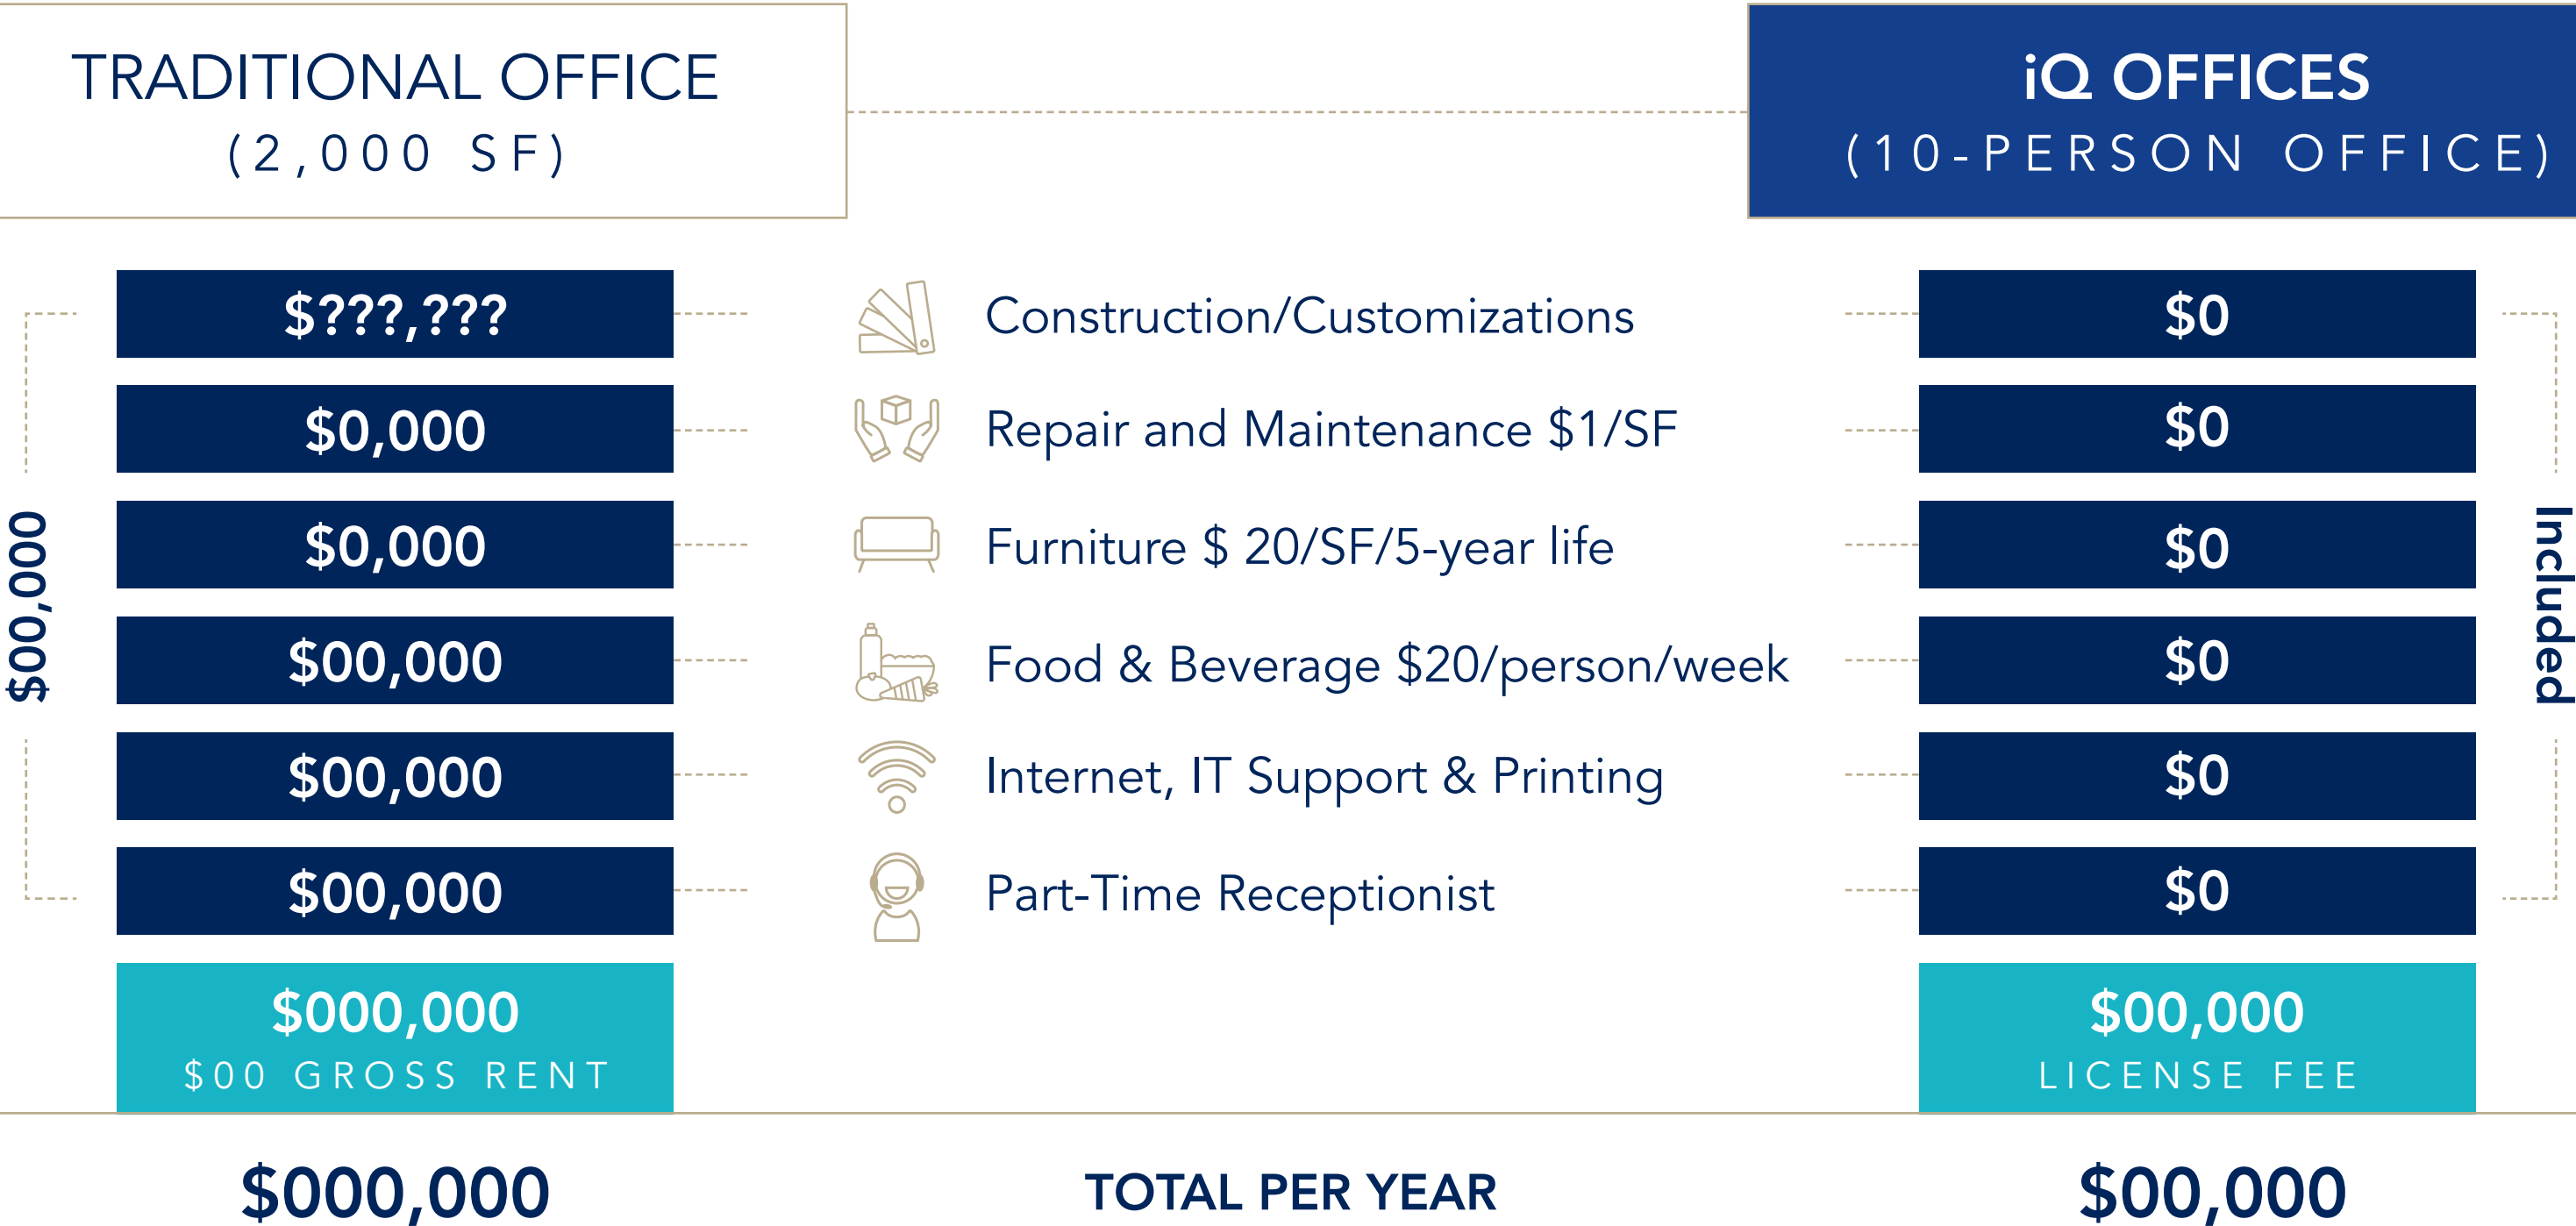 TRADITIONAL OFFICE
(2,000 SF)
iQ OFFICES
(10-PERSON OFFICE)
$???,???
Construction/Customizations
$0
$0,000
Repair and Maintenance $1/SF
$0
$0,000
Furniture $ 20/SF/5-year life
$0
$00,000
Food & Beverage $20/person/week
$0
$00,000
Internet, IT Support & Printing
$0
$00,000
Part-Time Receptionist
$0
$00,000
Included
$000,000
$00 GROSS RENT
$00,000
LICENSE FEE
$000,000
TOTAL PER YEAR
$00,000